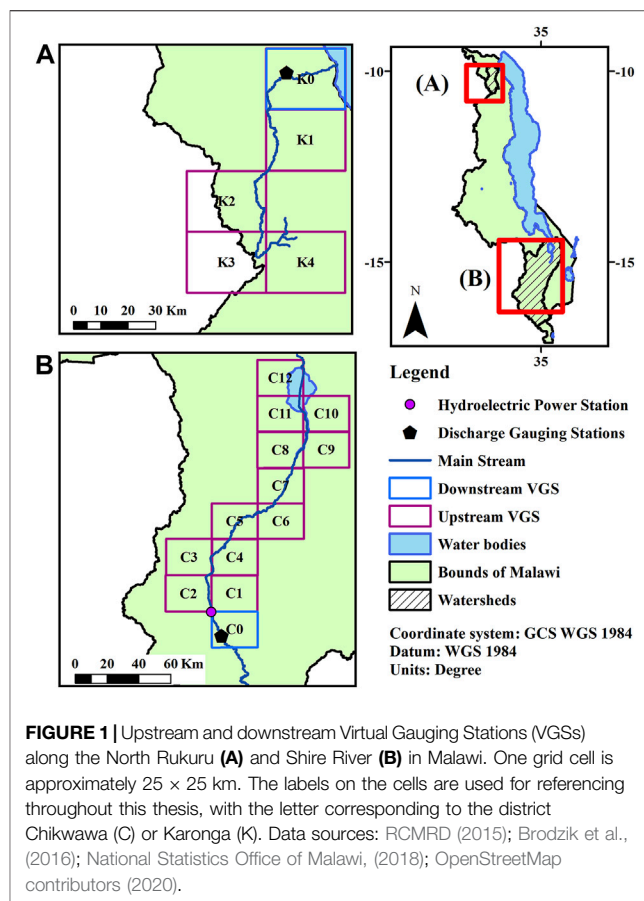 A
K0
K1
K2
K3
K4
0 10 20 30 Km
B
C12
C11
C10
C8
C9
C7
C5
C6
C3
C4
C2
C1
C0
0 20 40 60 Km
35
-10
-10
(A)
-15
-15
(B)
N
35
Legend
Hydroelectric Power Station
Discharge Gauging Stations
Main Stream
Downstream VGS
Upstream VGS
Water bodies
Bounds of Malawi
Watersheds
Coordinate system: GCS WGS 1984
Datum: WGS 1984
Units: Degree
FIGURE 1 | Upstream and downstream Virtual Gauging Stations (VGSs)
along the North Rukuru (A) and Shire River (B) in Malawi. One grid cell is
approximately 25 × 25 km. The labels on the cells are used for referencing
throughout this thesis, with the letter corresponding to the district
Chikwawa (C) or Karonga (K). Data sources: RCMRD (2015); Brodzik et al.,
(2016); National Statistics Office of Malawi, (2018); OpenStreetMap
contributors (2020).